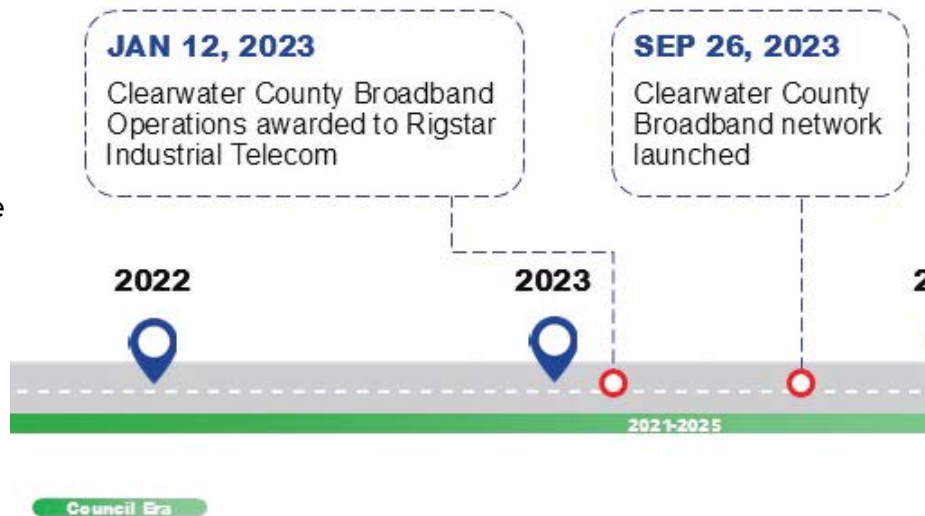 JAN 12, 2023
Clearwater County Broadband
Operations awarded to Rigstar
Industrial Telecom
SEP 26, 2023
Clearwater County
Broadband network
launched
e
2022
2023
2021-2025
Council Era